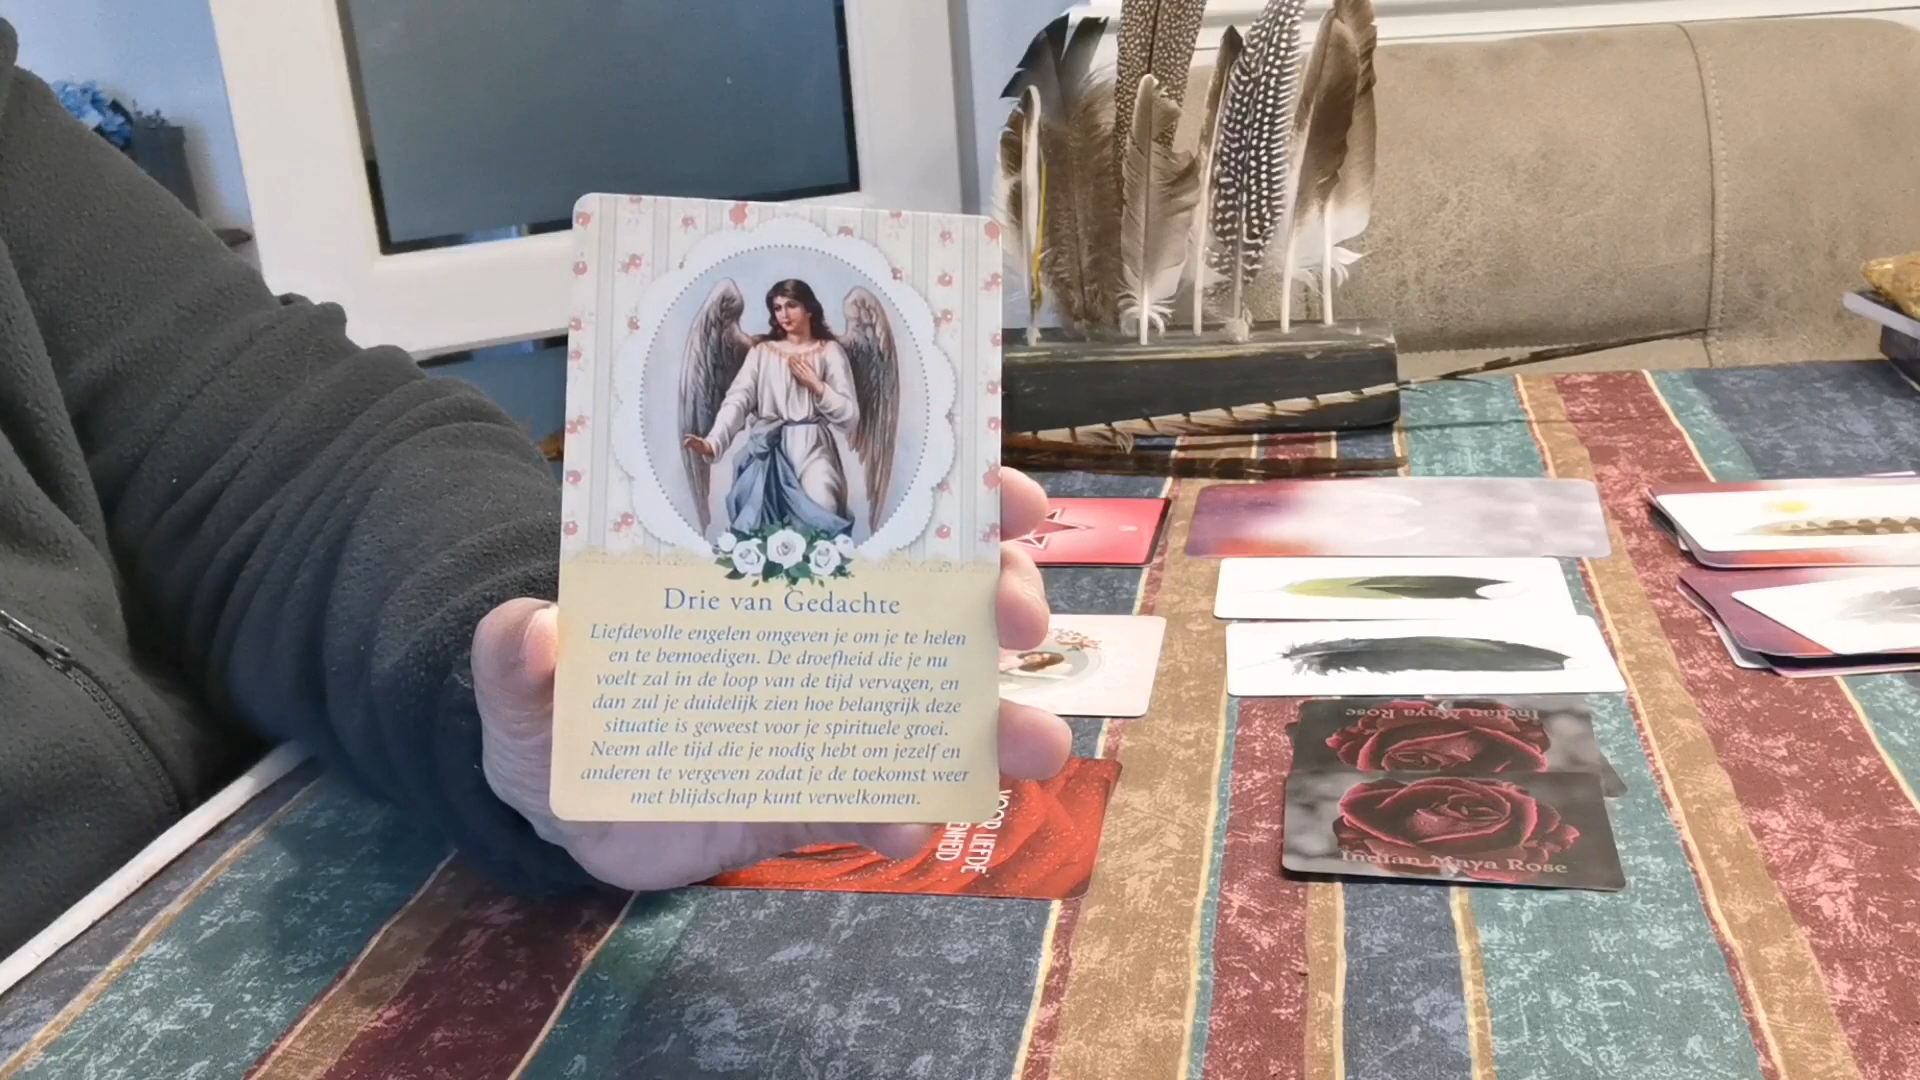 Drie van Gedachte
Liefdevolle engelen omgeven je om je te helen
en te bemoedigen. De droefheid die je nu
voelt zal in de loop van de tijd vervagen, en
dan zul je duidelijk zien hoe belangrijk deze
situatie is geweest voor je spirituele groei.
Neem alle tijd die je nodig hebt om jezelf en
anderen te vergeven zodat je de toekomst weer
met blijdschap kunt verwelkomen.
VOOR LIEFDE
Indian Maya Rose
Indian Maya Rose